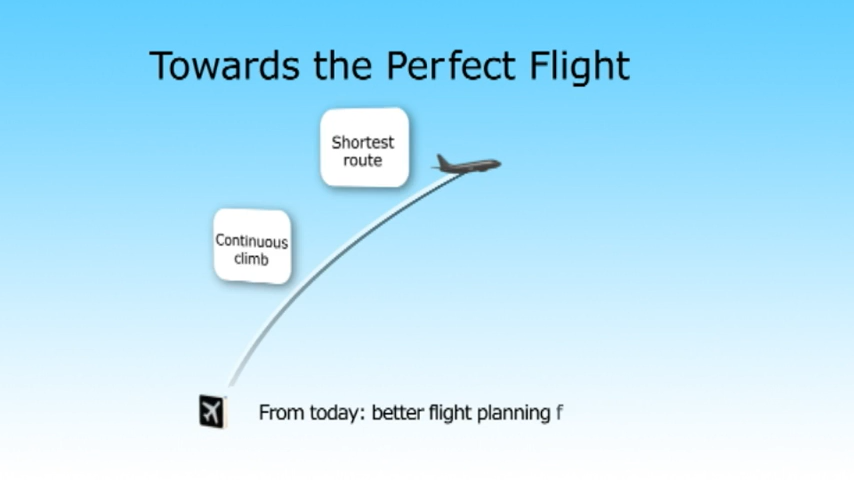 Towards the Perfect Flight
Shortest
route
Continuous
climb
From today: better flight planning f